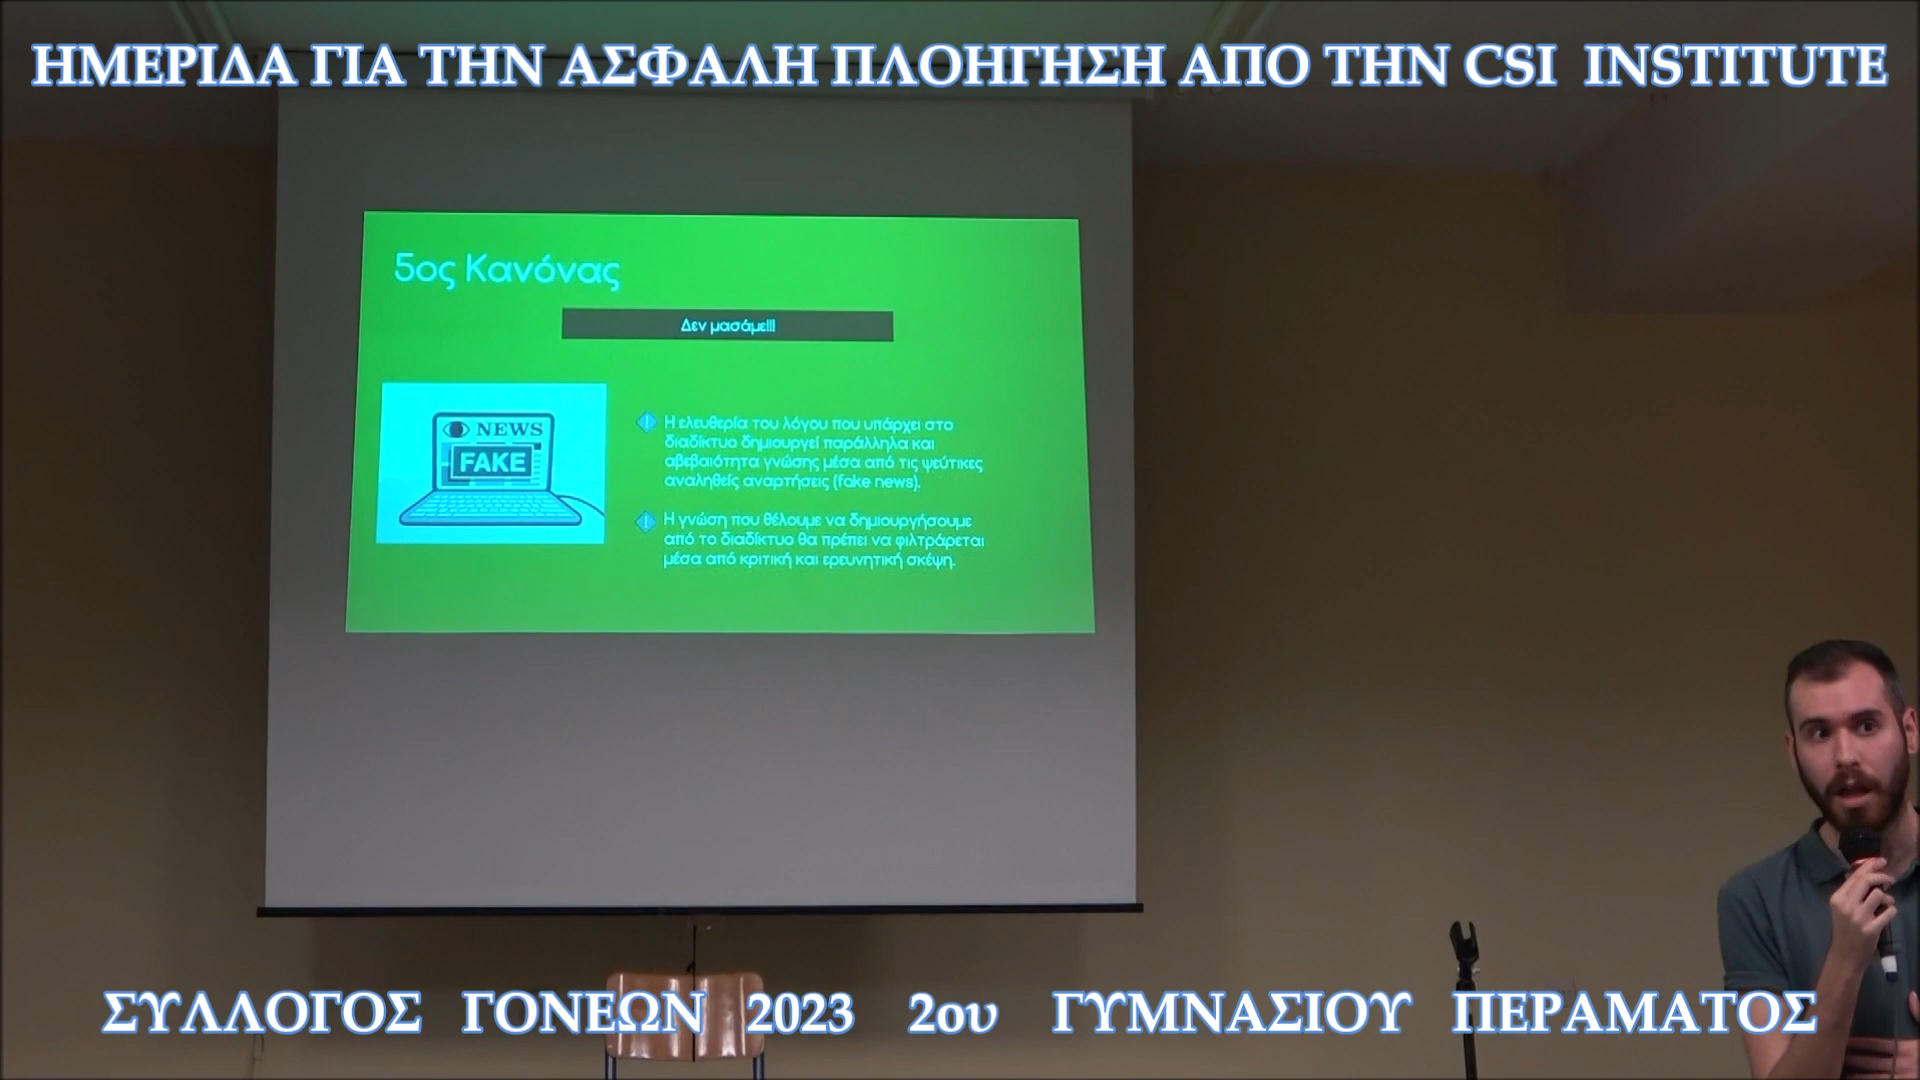 ΗΜΕΡΙΔΑ ΓΙΑ ΤΗΝ ΑΣΦΑΛΗ ΠΛΟΗΓΗΣΗ ΑΠΟ ΤΗΝ CSI INSTITUTE
5ος Κανόνας
Δεν μασάμε!!!
NEWS
FAKE
Η ελευθερία του λόγου που υπάρχει στο
διαδίκτυο δημιουργεί παράλληλα και
αβεβαιότητα γνώσης μέσα από τις ψεύτικες
αναληθείς αναρτήσεις (fake news).
Η γνώση που θέλουμε να δημιουργήσουμε
από το διαδίκτυο θα πρέπει να φιλτράρεται
μέσα από κριτική και ερευνητική σκέψη.
ΣΥΛΛΟΓΟΣ ΓΟΝΕΩΝ 2023 2ου ΓΥΜΝΑΣΙΟΥ ΠΕΡΑΜΑΤΟΣ